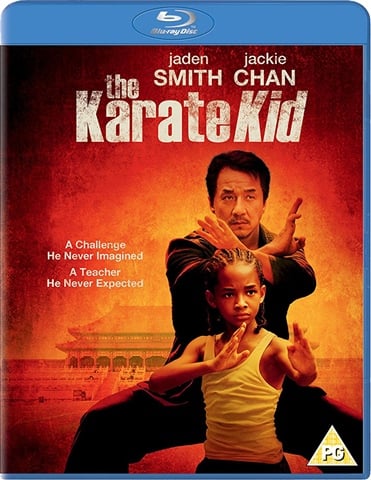 Blu-ray Disc
jaden jackie
SMITH CHAN
the
Karate Kid
A Challenge
He Never Imagined
A Teacher
He Never Expected
PG